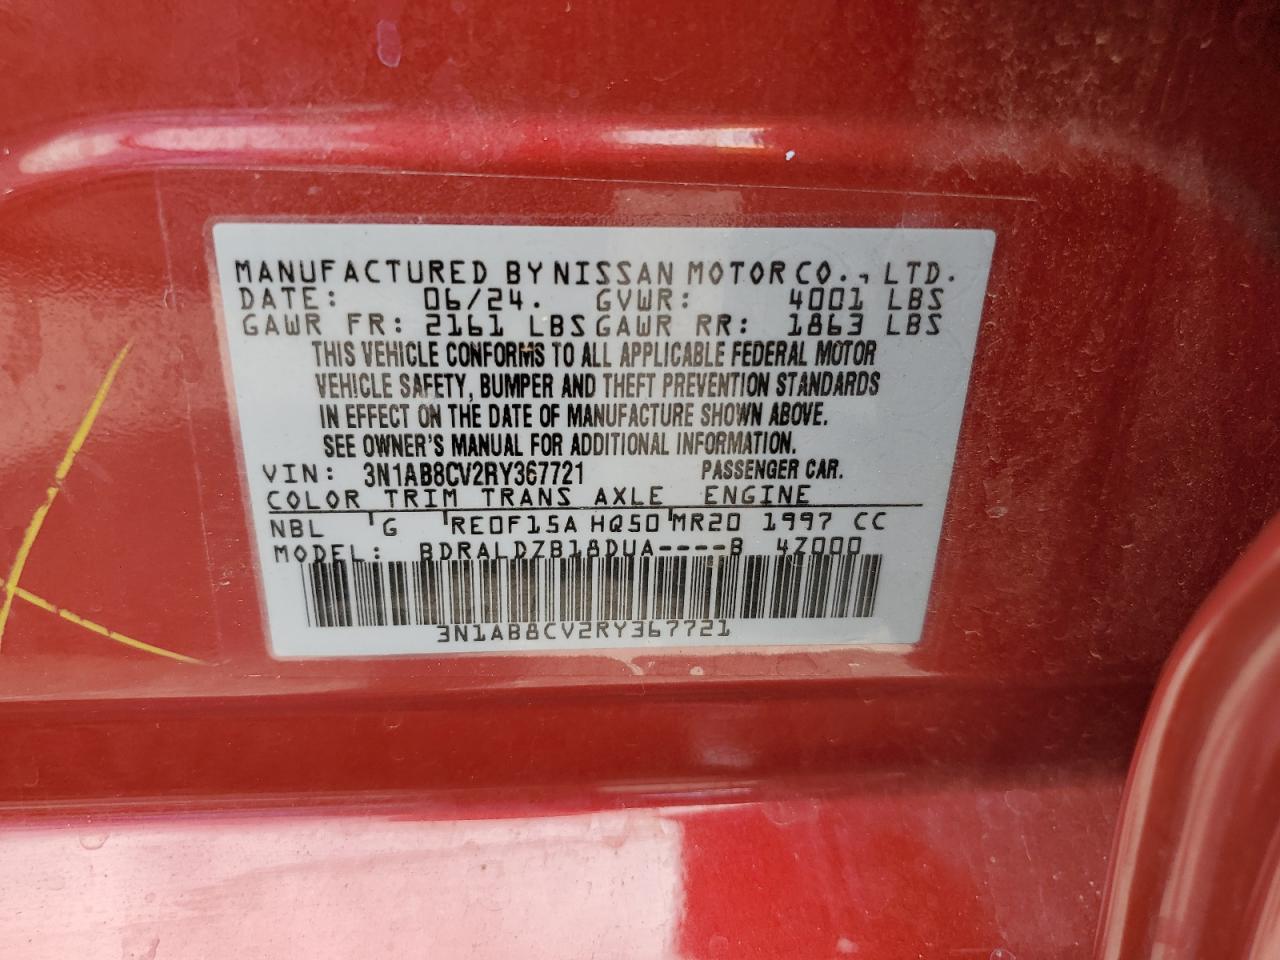 MANUFACTURED BY NISSAN MOTOR CO., LTD.
DATE: 06/24. GVWR: 4001 LBS
GAWR FR: 2161 LBS GAWR RR: 1863 LBS
THIS VEHICLE CONFORMS TO ALL APPLICABLE FEDERAL MOTOR
VEHICLE SAFETY, BUMPER AND THEFT PREVENTION STANDARDS
IN EFFECT ON THE DATE OF MANUFACTURE SHOWN ABOVE.
SEE OWNER'S MANUAL FOR ADDITIONAL INFORMATION.
VIN: 3N1AB8CV2RY367721 PASSENGER CAR.
COLOR TRIM TRANS AXLE ENGINE
NBL G RE0F15A HQ50 MR20 1997 CC
MODEL: BDRALDZB18DUA----B 4Z000
3N1AB8CV2RY367721